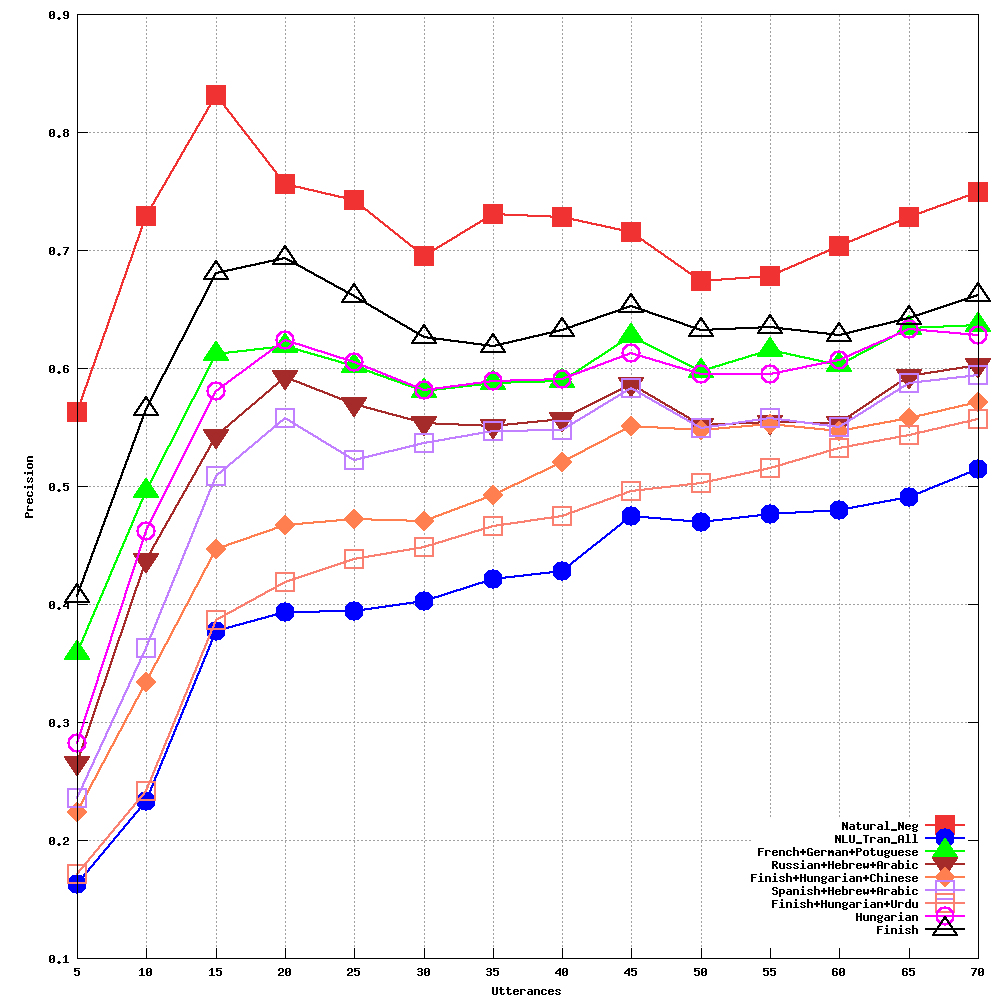 0.9
0.8
0.7
0.6
0.5
0.4
0.3
0.2
0.1
Precision
5 10 15 20 25 30 35 40 45 50 55 60 65 70
Utterances
Natural_Neg
NLU_Tran_All
French+German+Potuguese
Russian+Hebrew+Arabic
Finish+Hungarian+Chinese
Spanish+Hebrew+Arabic
Finish+Hungarian+Urdu
Hungarian
Finish